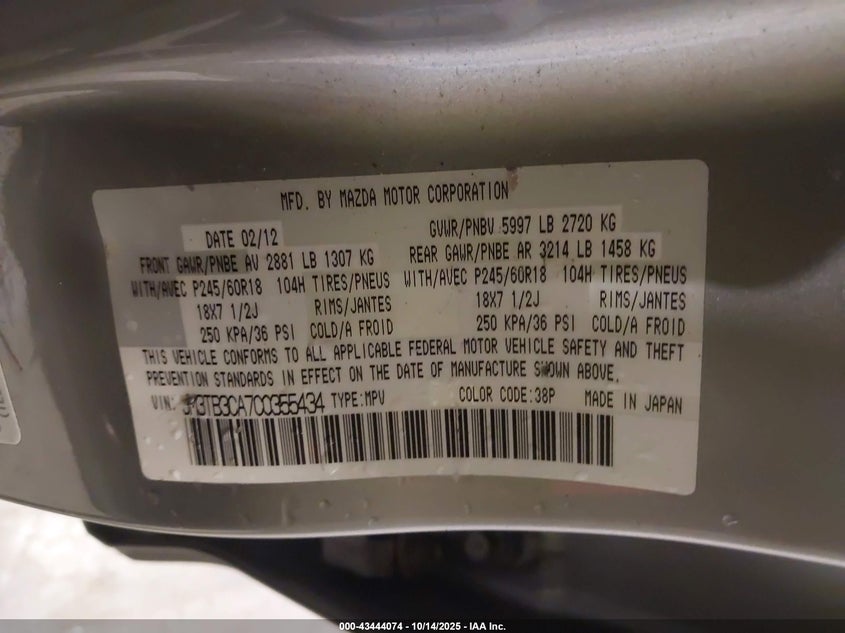 MFD. BY MAZDA MOTOR CORPORATION
DATE 02/12 GVWR/PNBV 5997 LB 2720 KG
FRONT GAWR/PNBE AV 2881 LB 1307 KG REAR GAWR/PNBE AR 3214 LB 1458 KG
WITH/AVEC P245/60R18 104H TIRES/PNEUS WITH/AVEC P245/60R18 104H TIRES/PNEUS
18X7 1/2J RIMS/JANTES 18X7 1/2J RIMS/JANTES
250 KPA/36 PSI COLD/A FROID 250 KPA/36 PSI COLD/A FROID
THIS VEHICLE CONFORMS TO ALL APPLICABLE FEDERAL MOTOR VEHICLE SAFETY AND THEFT
PREVENTION STANDARDS IN EFFECT ON THE DATE OF MANUFACTURE SHOWN ABOVE.
VIN: JM3TB3CA7C0355434 TYPE:MPV COLOR CODE:38P MADE IN JAPAN
000-43444074 - 10/14/2025 - IAA Inc.